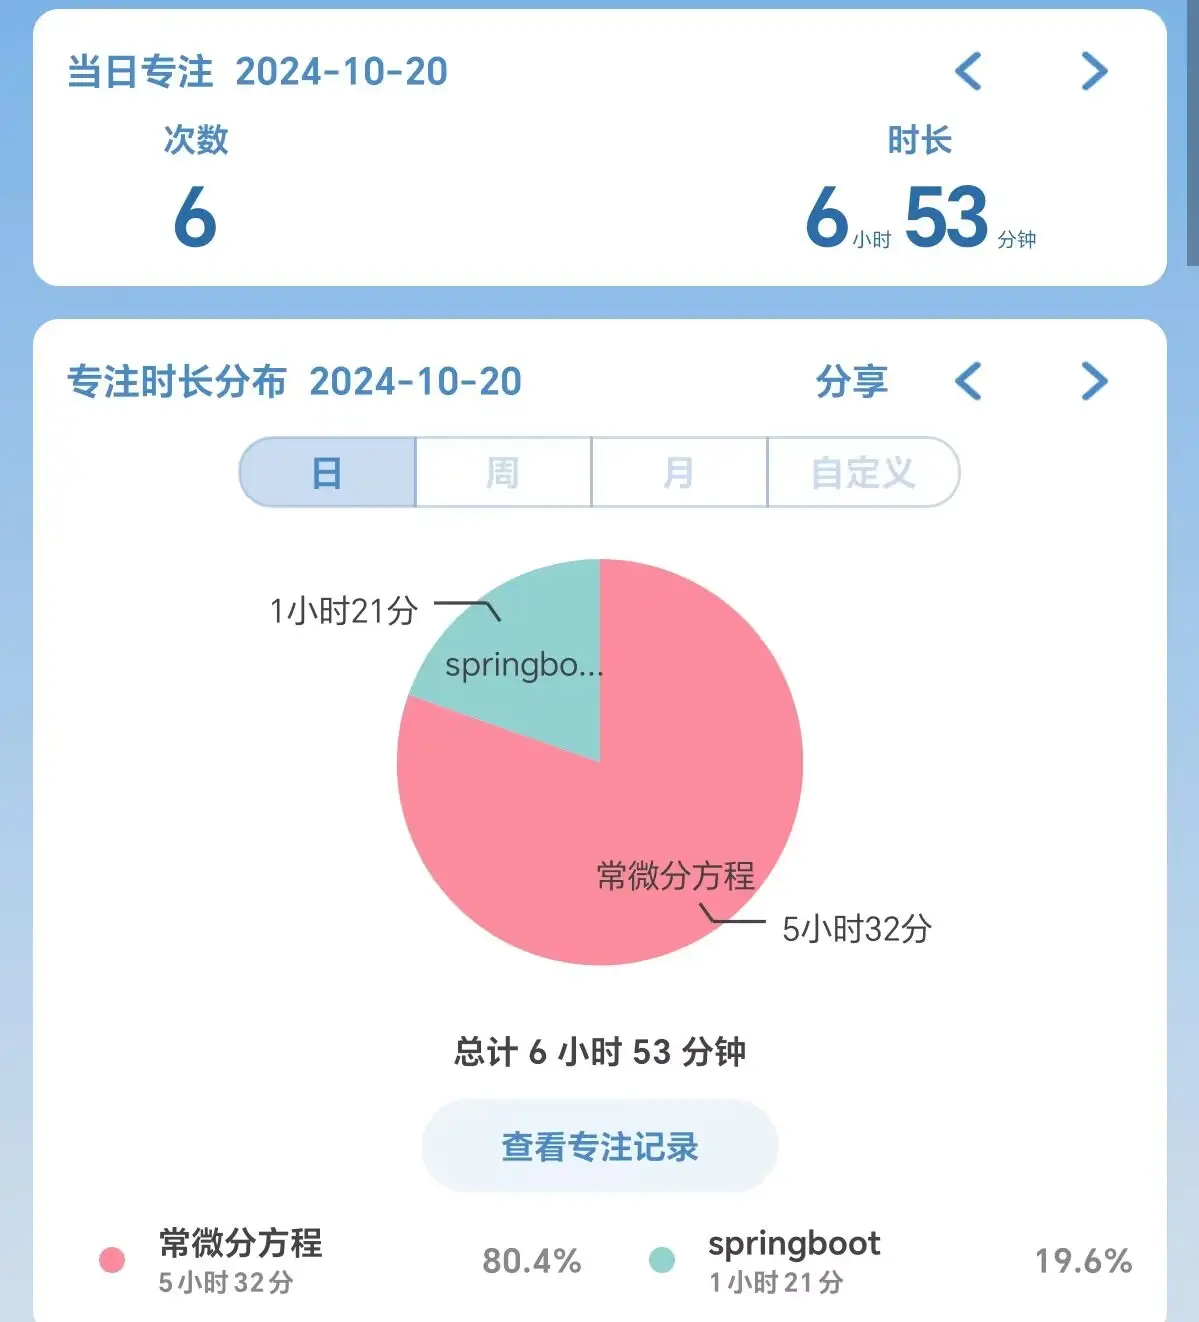 当日专注 2024-10-20
次数 时长
6 6小时53分钟
专注时长分布 2024-10-20 分享
日 周 月 自定义
1小时21分
springbo...
常微分方程
5小时32分
总计 6 小时 53 分钟
查看专注记录
常微分方程 80.4% springboot 19.6%
5小时32分 1小时21分